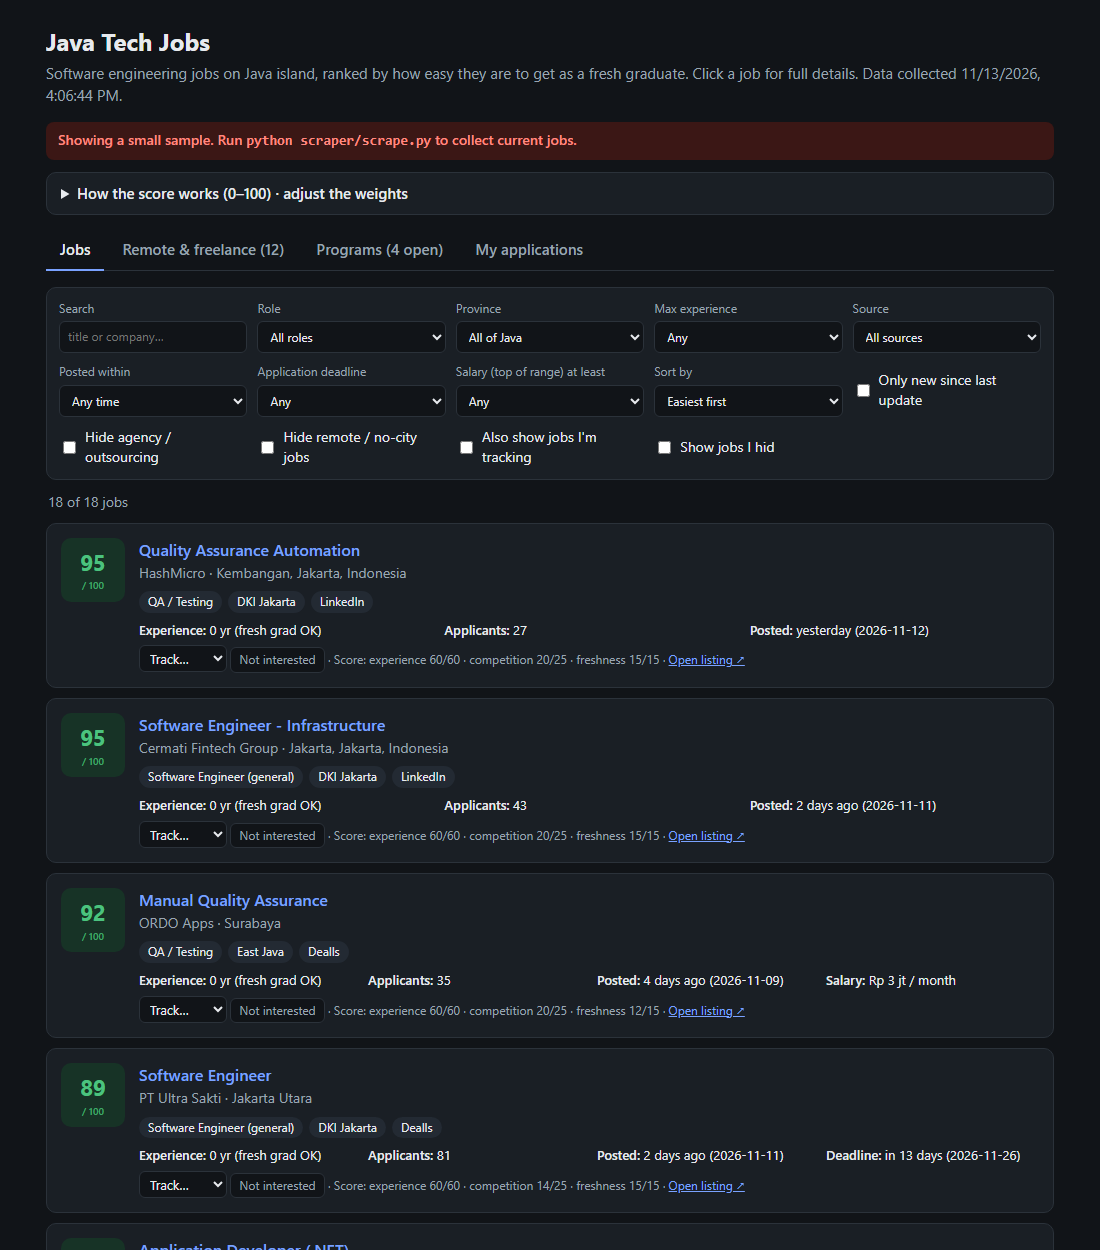 Java Tech Jobs
Software engineering jobs on Java island, ranked by how easy they are to get as a fresh graduate. Click a job for full details. Data collected 11/13/2026,
4:06:44 PM.
Showing a small sample. Run python scraper/scrape.py to collect current jobs.
▶ How the score works (0–100) · adjust the weights
Jobs Remote & freelance (12) Programs (4 open) My applications
Search Role Province Max experience Source
title or company... All roles All of Java Any All sources
Posted within Application deadline Salary (top of range) at least Sort by
Any time Any Any Easiest first
Only new since last
update
Hide agency /
outsourcing
Hide remote / no-city
jobs
Also show jobs I'm
tracking
Show jobs I hid
18 of 18 jobs
95
/ 100
Quality Assurance Automation
HashMicro · Kembangan, Jakarta, Indonesia
QA / Testing DKI Jakarta LinkedIn
Experience: 0 yr (fresh grad OK) Applicants: 27 Posted: yesterday (2026-11-12)
Track... Not interested · Score: experience 60/60 · competition 20/25 · freshness 15/15 · Open listing ↗
95
/ 100
Software Engineer - Infrastructure
Cermati Fintech Group · Jakarta, Jakarta, Indonesia
Software Engineer (general) DKI Jakarta LinkedIn
Experience: 0 yr (fresh grad OK) Applicants: 43 Posted: 2 days ago (2026-11-11)
Track... Not interested · Score: experience 60/60 · competition 20/25 · freshness 15/15 · Open listing ↗
92
/ 100
Manual Quality Assurance
ORDO Apps · Surabaya
QA / Testing East Java Dealls
Experience: 0 yr (fresh grad OK) Applicants: 35 Posted: 4 days ago (2026-11-09) Salary: Rp 3 jt / month
Track... Not interested · Score: experience 60/60 · competition 20/25 · freshness 12/15 · Open listing ↗
89
/ 100
Software Engineer
PT Ultra Sakti · Jakarta Utara
Software Engineer (general) DKI Jakarta Dealls
Experience: 0 yr (fresh grad OK) Applicants: 81 Posted: 2 days ago (2026-11-11) Deadline: in 13 days (2026-11-26)
Track... Not interested · Score: experience 60/60 · competition 14/25 · freshness 15/15 · Open listing ↗
Application Developer (.NET)